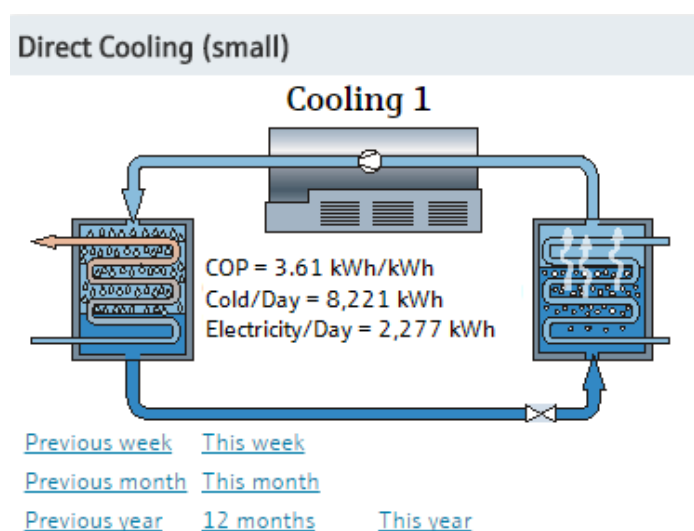 Direct Cooling (small)
Cooling 1
COP = 3.61 kWh/kWh
Cold/Day = 8,221 kWh
Electricity/Day = 2,277 kWh
Previous week This week
Previous month This month
Previous year 12 months This year